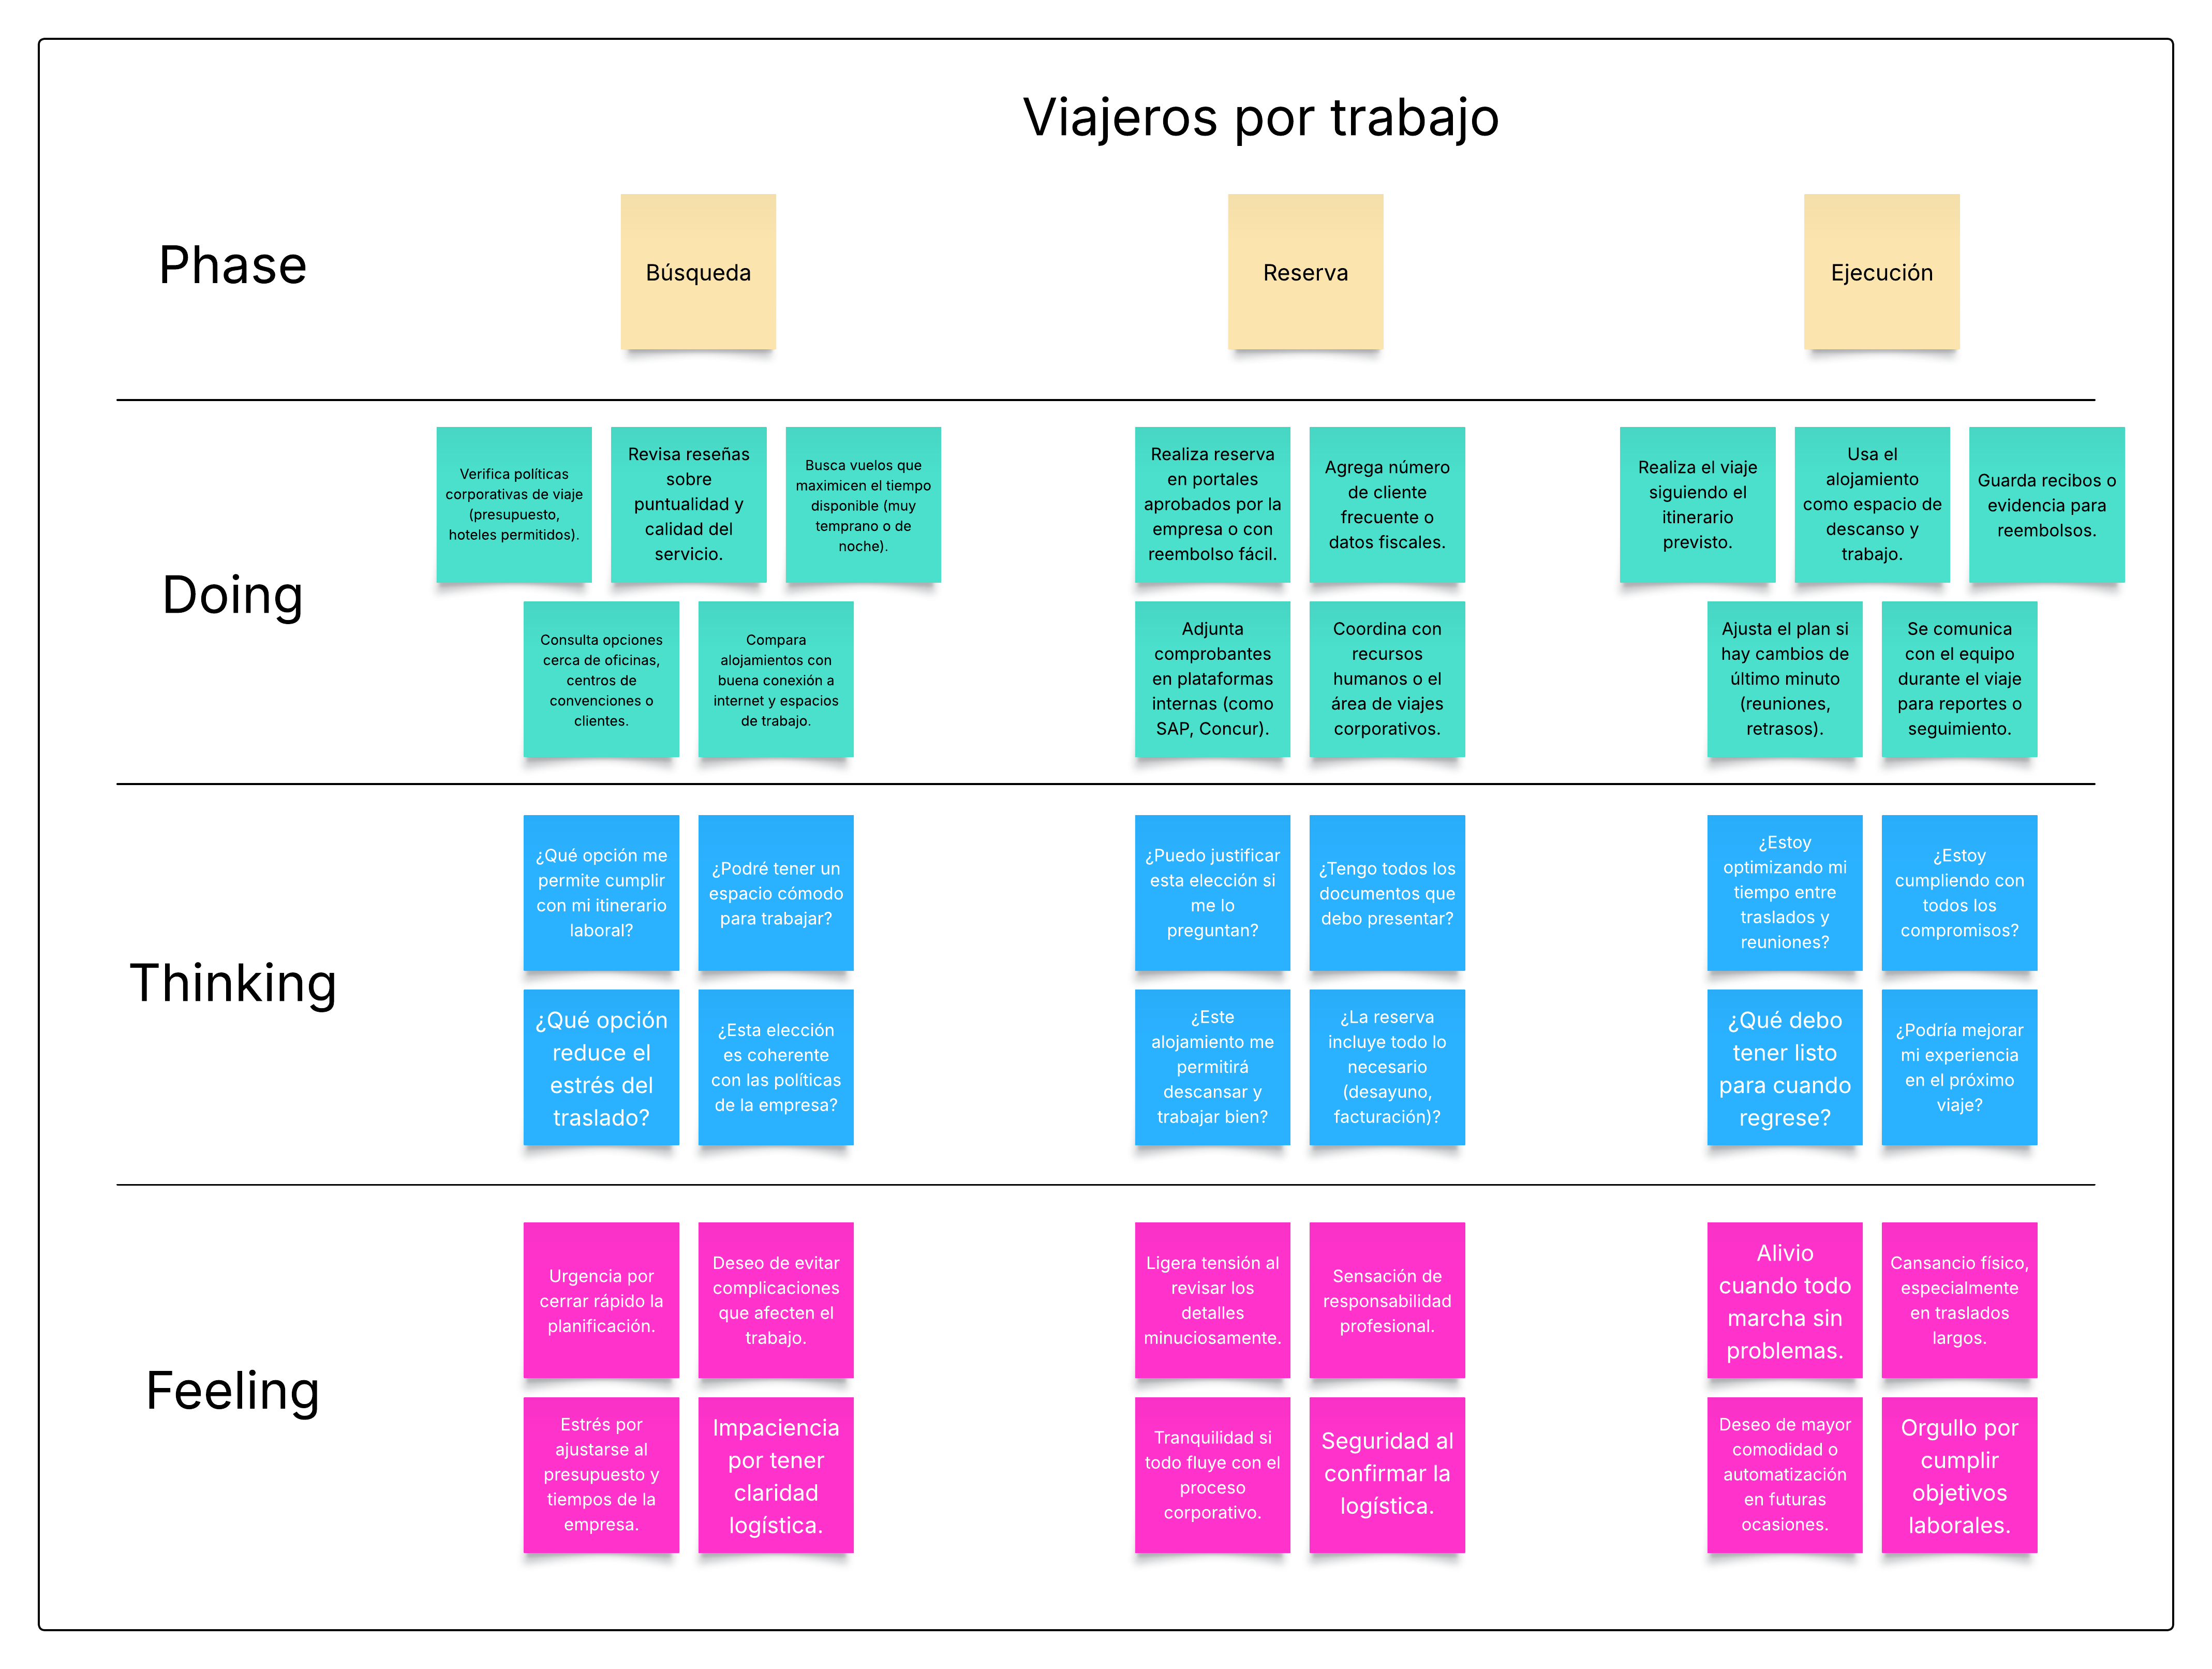 Viajeros por trabajo
Phase
Búsqueda
Reserva
Ejecución
Doing
Verifica políticas
corporativas de viaje
(presupuesto,
hoteles permitidos).
Revisa reseñas
sobre
puntualidad y
calidad del
servicio.
Busca vuelos que
maximicen el tiempo
disponible (muy
temprano o de
noche).
Consulta opciones
cerca de oficinas,
centros de
convenciones o
clientes.
Compara
alojamientos con
buena conexión a
internet y espacios
de trabajo.
Realiza reserva
en portales
aprobados por la
empresa o con
reembolso fácil.
Agrega número
de cliente
frecuente o
datos fiscales.
Adjunta
comprobantes
en plataformas
internas (como
SAP, Concur).
Coordina con
recursos
humanos o el
área de viajes
corporativos.
Realiza el viaje
siguiendo el
itinerario
previsto.
Usa el
alojamiento
como espacio de
descanso y
trabajo.
Guarda recibos o
evidencia para
reembolsos.
Ajusta el plan si
hay cambios de
último minuto
(reuniones,
retrasos).
Se comunica
con el equipo
durante el viaje
para reportes o
seguimiento.
Thinking
¿Qué opción me
permite cumplir
con mi itinerario
laboral?
¿Podré tener un
espacio cómodo
para trabajar?
¿Qué opción
reduce el
estrés del
traslado?
¿Esta elección
es coherente
con las políticas
de la empresa?
¿Puedo justificar
esta elección si
me lo
preguntan?
¿Tengo todos los
documentos que
debo presentar?
¿Este
alojamiento me
permitirá
descansar y
trabajar bien?
¿La reserva
incluye todo lo
necesario
(desayuno,
facturación)?
¿Estoy
optimizando mi
tiempo entre
traslados y
reuniones?
¿Estoy
cumpliendo con
todos los
compromisos?
¿Qué debo
tener listo
para cuando
regrese?
¿Podría mejorar
mi experiencia
en el próximo
viaje?
Feeling
Urgencia por
cerrar rápido la
planificación.
Deseo de evitar
complicaciones
que afecten el
trabajo.
Estrés por
ajustarse al
presupuesto y
tiempos de la
empresa.
Impaciencia
por tener
claridad
logística.
Ligera tensión al
revisar los
detalles
minuciosamente.
Sensación de
responsabilidad
profesional.
Tranquilidad si
todo fluye con el
proceso
corporativo.
Seguridad al
confirmar la
logística.
Alivio
cuando todo
marcha sin
problemas.
Cansancio físico,
especialmente
en traslados
largos.
Deseo de mayor
comodidad o
automatización
en futuras
ocasiones.
Orgullo por
cumplir
objetivos
laborales.